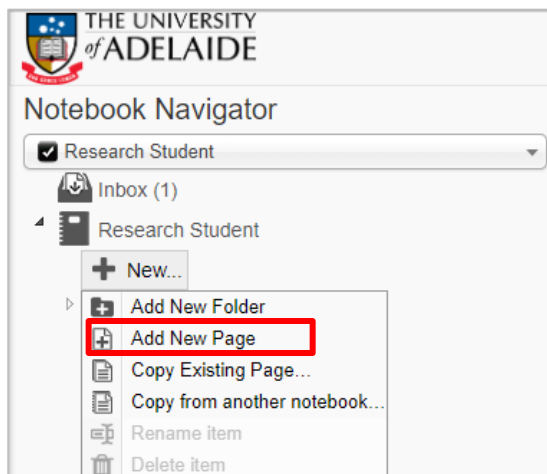 THE UNIVERSITY
of ADELAIDE
Notebook Navigator
Research Student
Inbox (1)
Research Student
New...
Add New Folder
Add New Page
Copy Existing Page...
Copy from another notebook...
Rename item
Delete item